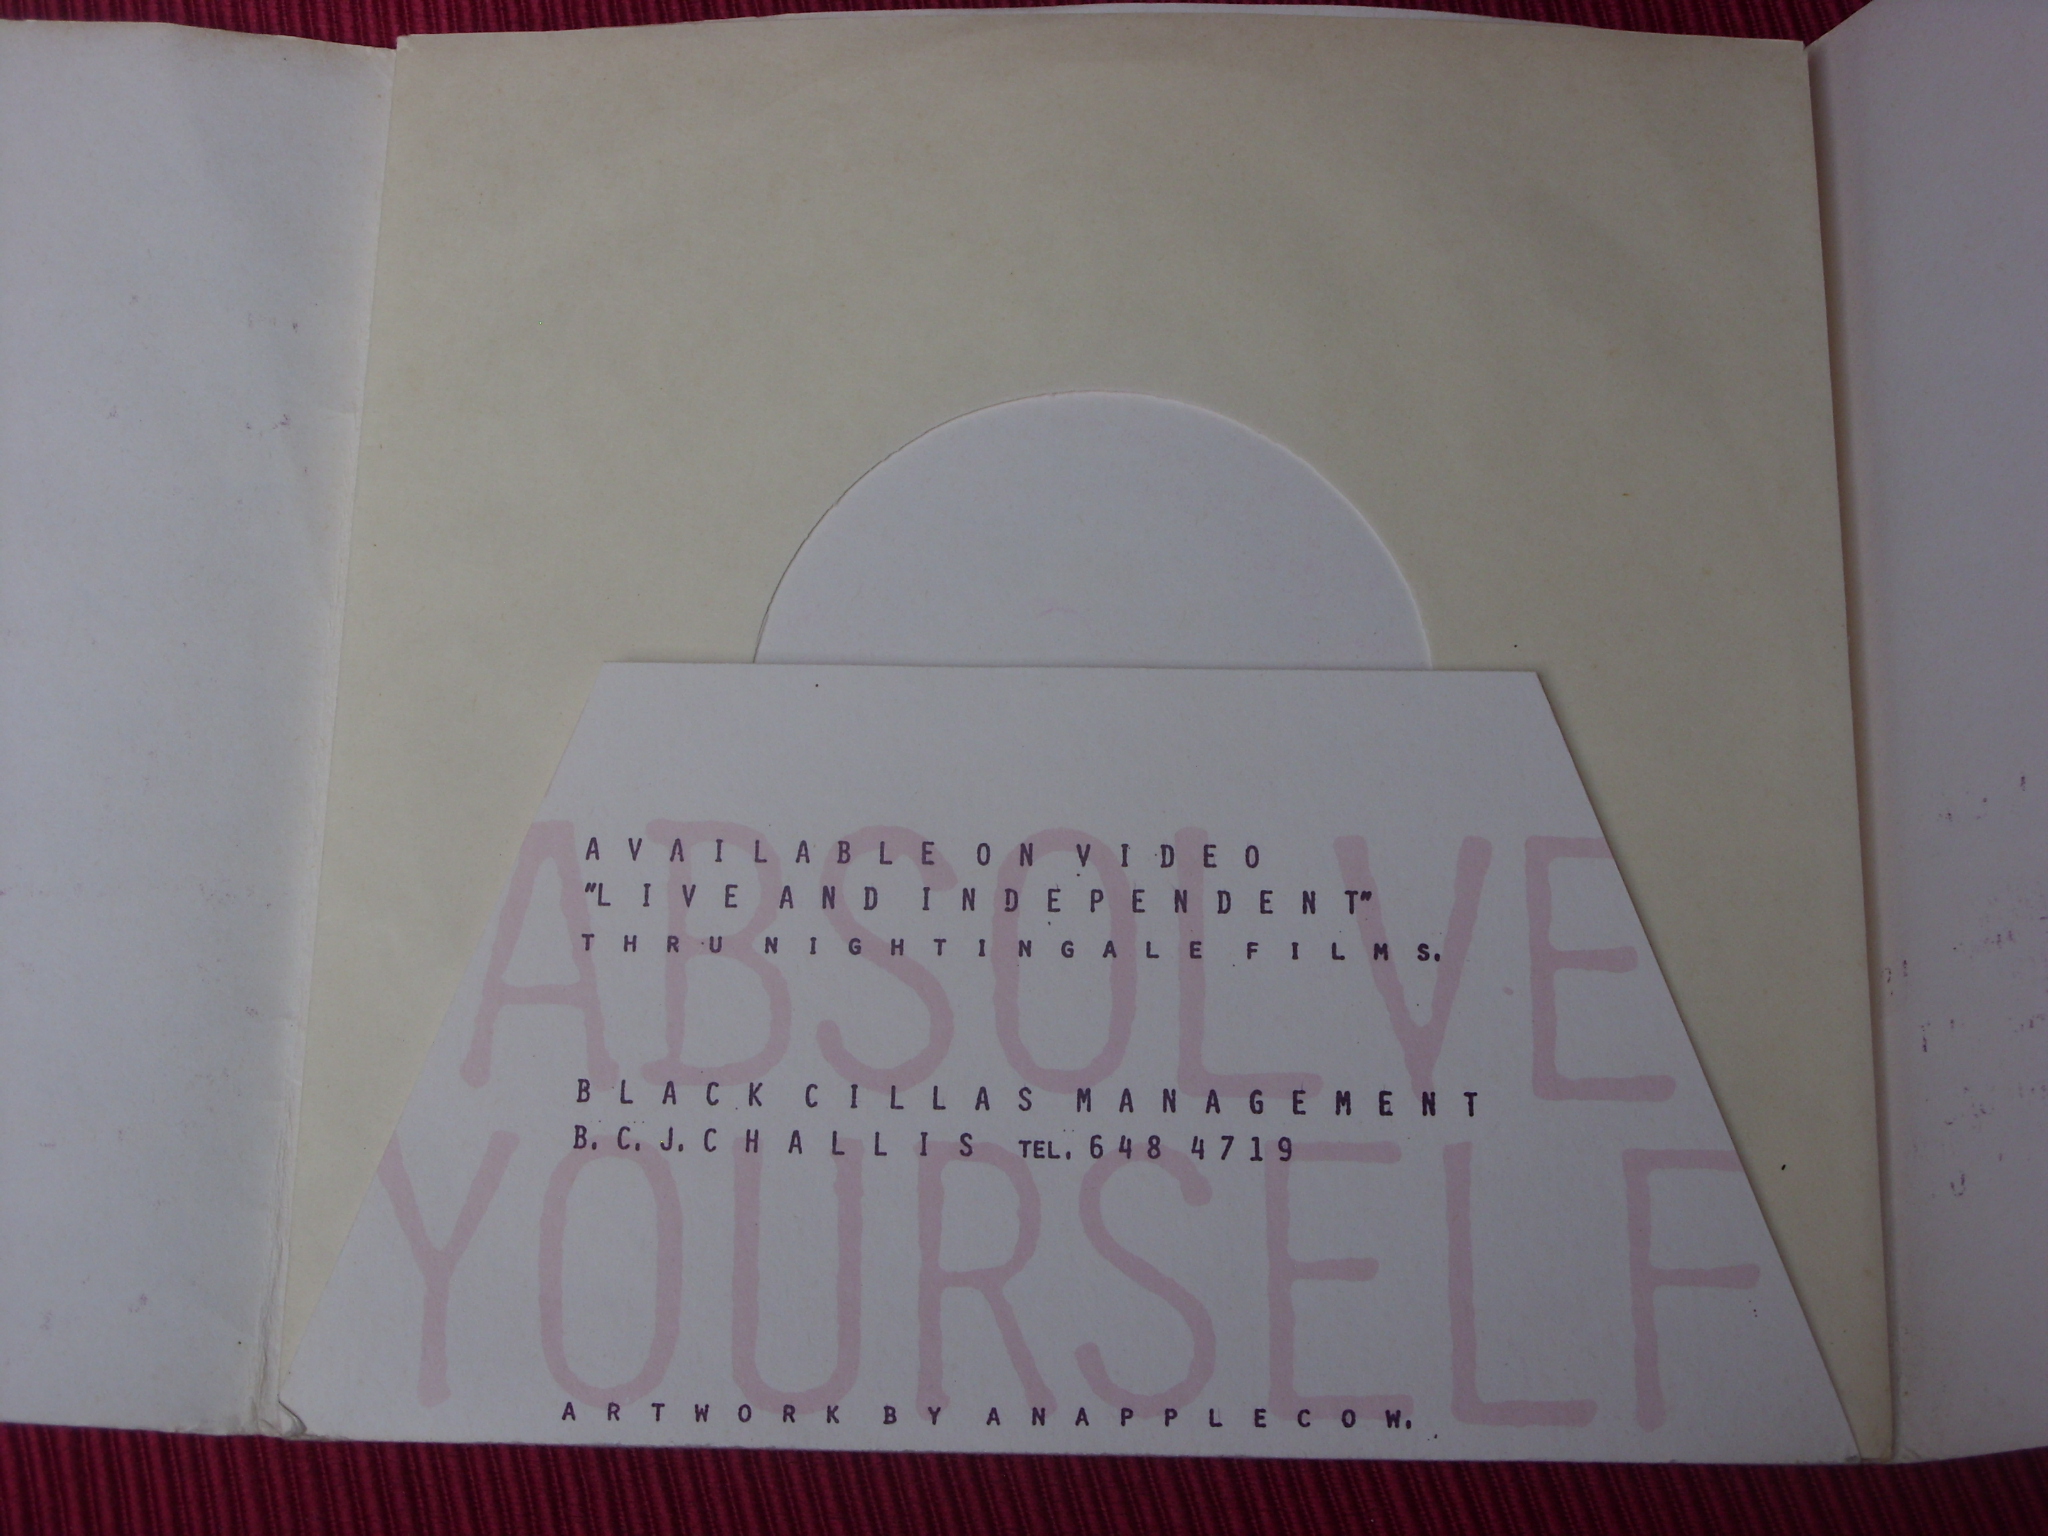 ABSOLVE
YOURSELF
AVAILABLE ON VIDEO
"LIVE AND INDEPENDENT"
THRU NIGHTINGALE FILMS.
BLACK CILLAS MANAGEMENT
B.C.J.CHALLIS TEL. 648 4719
ARTWORK BY ANAPPLECOW.